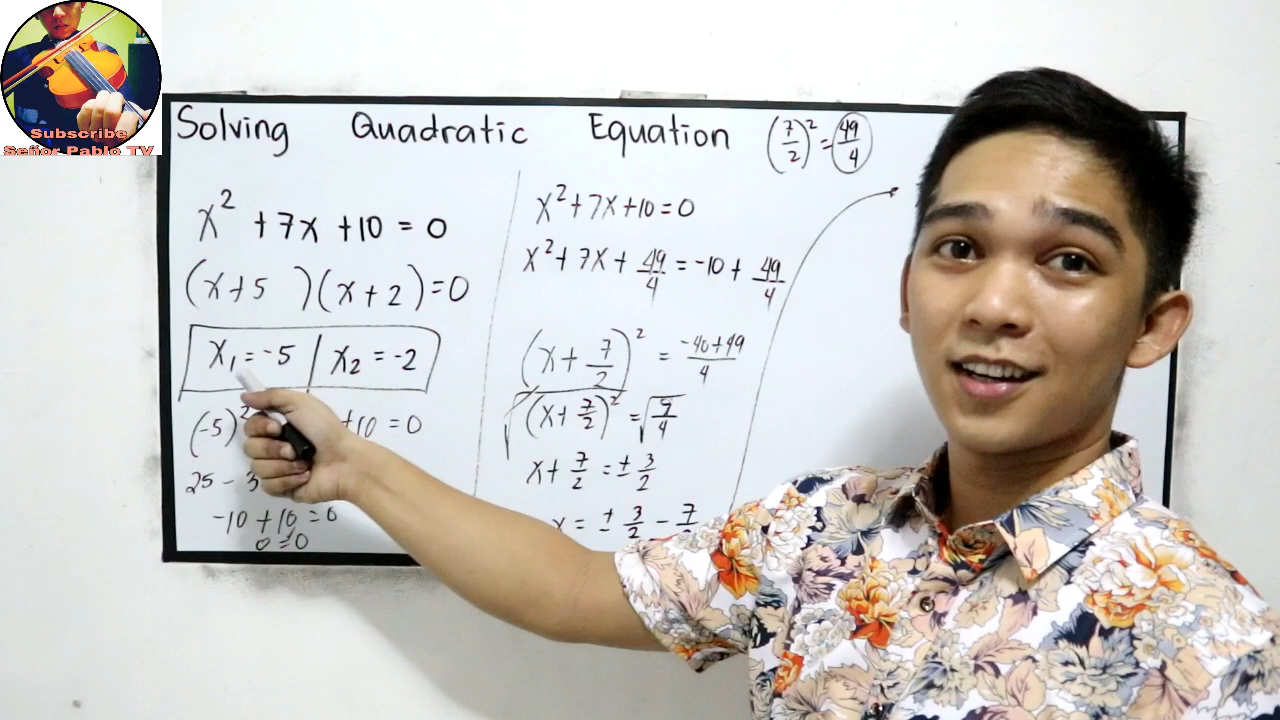 Subscribe
Señor Pablo TV
Solving Quadratic Equation
(7/2)² = 49/4
x² + 7x + 10 = 0
(x + 5 )(x + 2) = 0
x₁ = -5 | x₂ = -2
(-5)² +10 = 0
25 - 3
-10 + 10 = 0
0 = 0
x² + 7x + 10 = 0
x² + 7x + 49/4 = -10 + 49/4
(x + 7/2)² = -40+49/4
√(x + 7/2)² = √9/4
x + 7/2 = ± 3/2
x = ± 3/2 - 7/